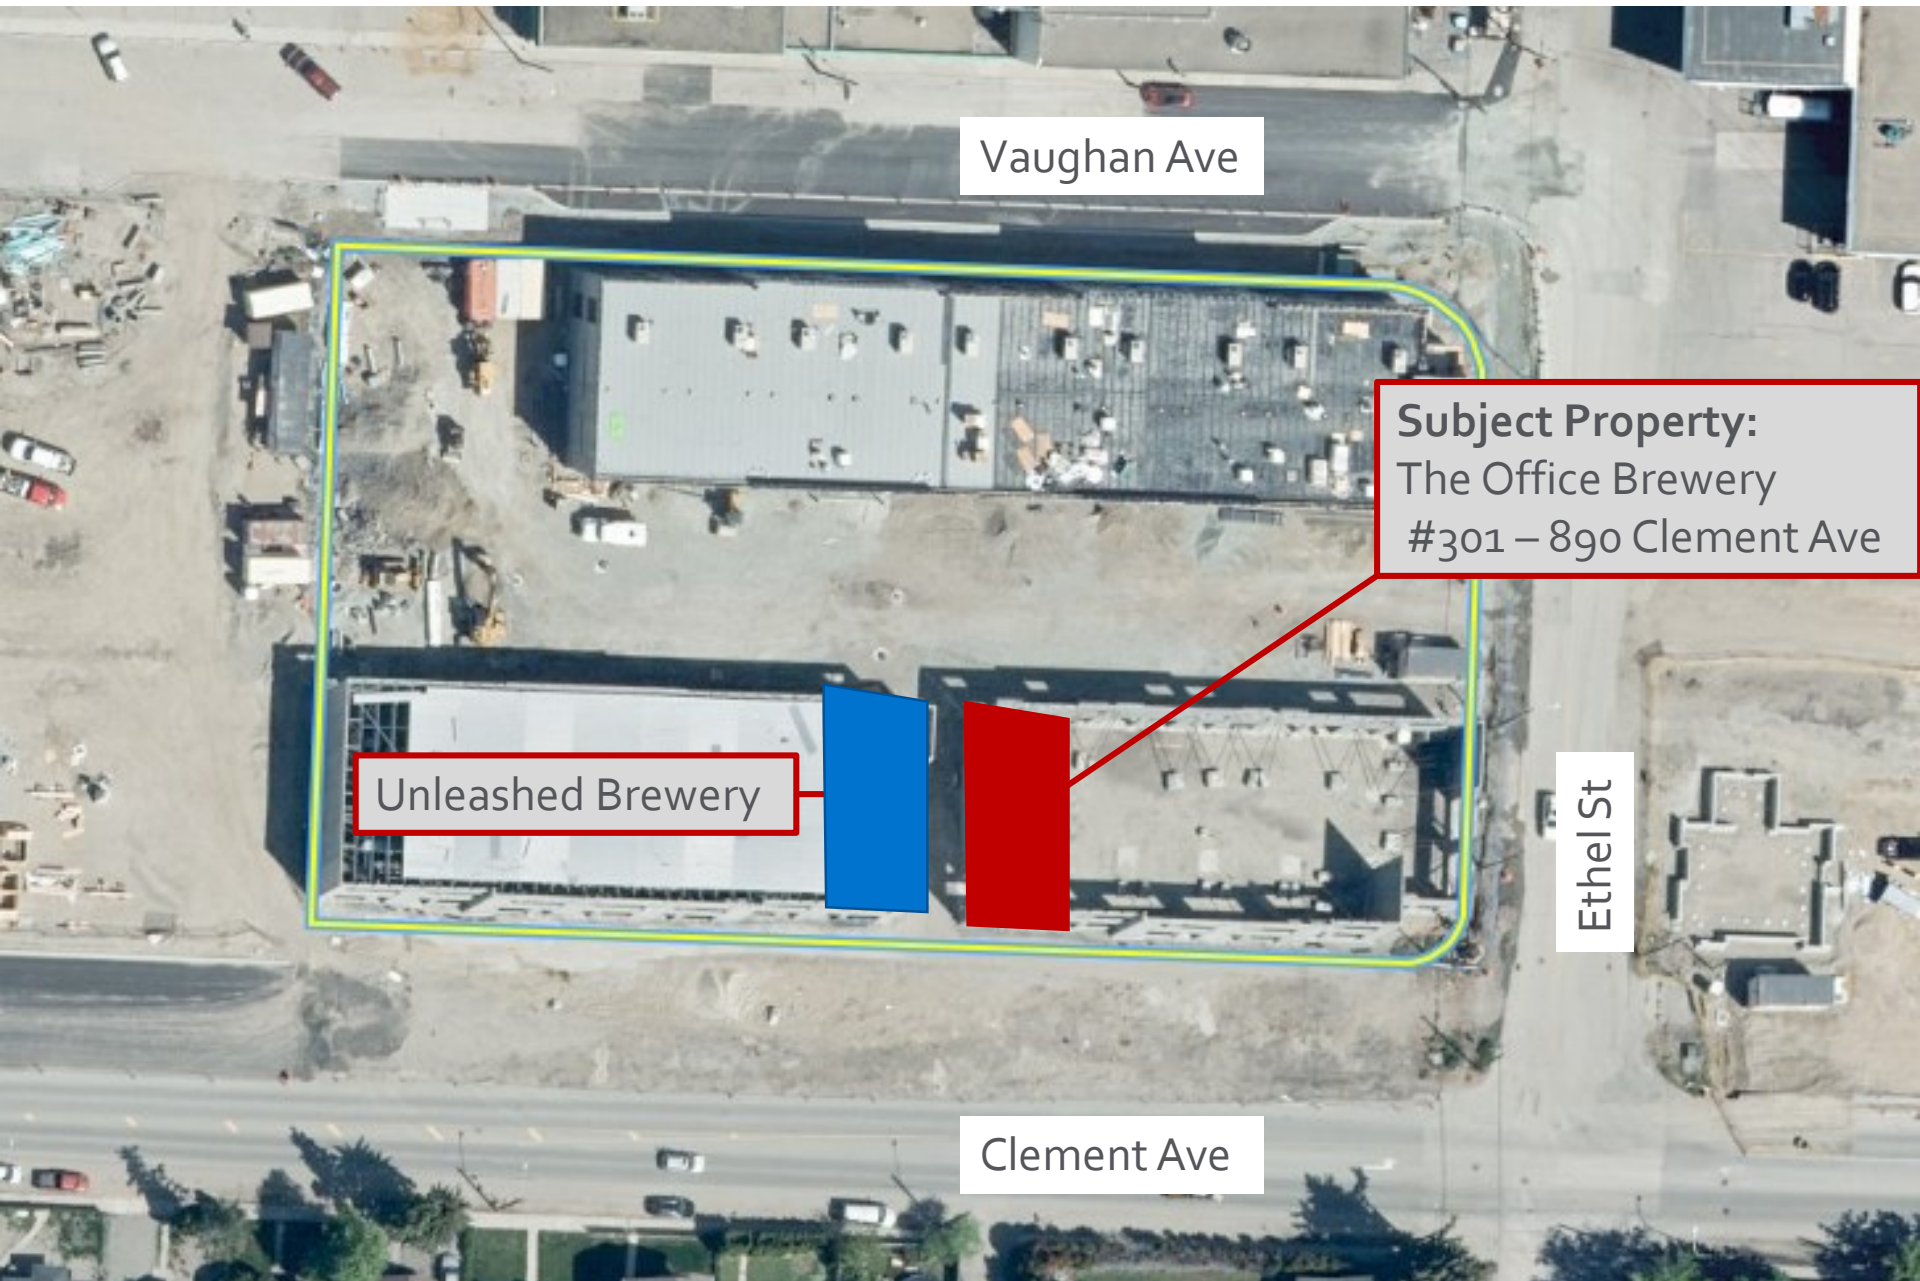 Vaughan Ave
Subject Property:
The Office Brewery
#301 – 890 Clement Ave
Unleashed Brewery
Ethel St
Clement Ave